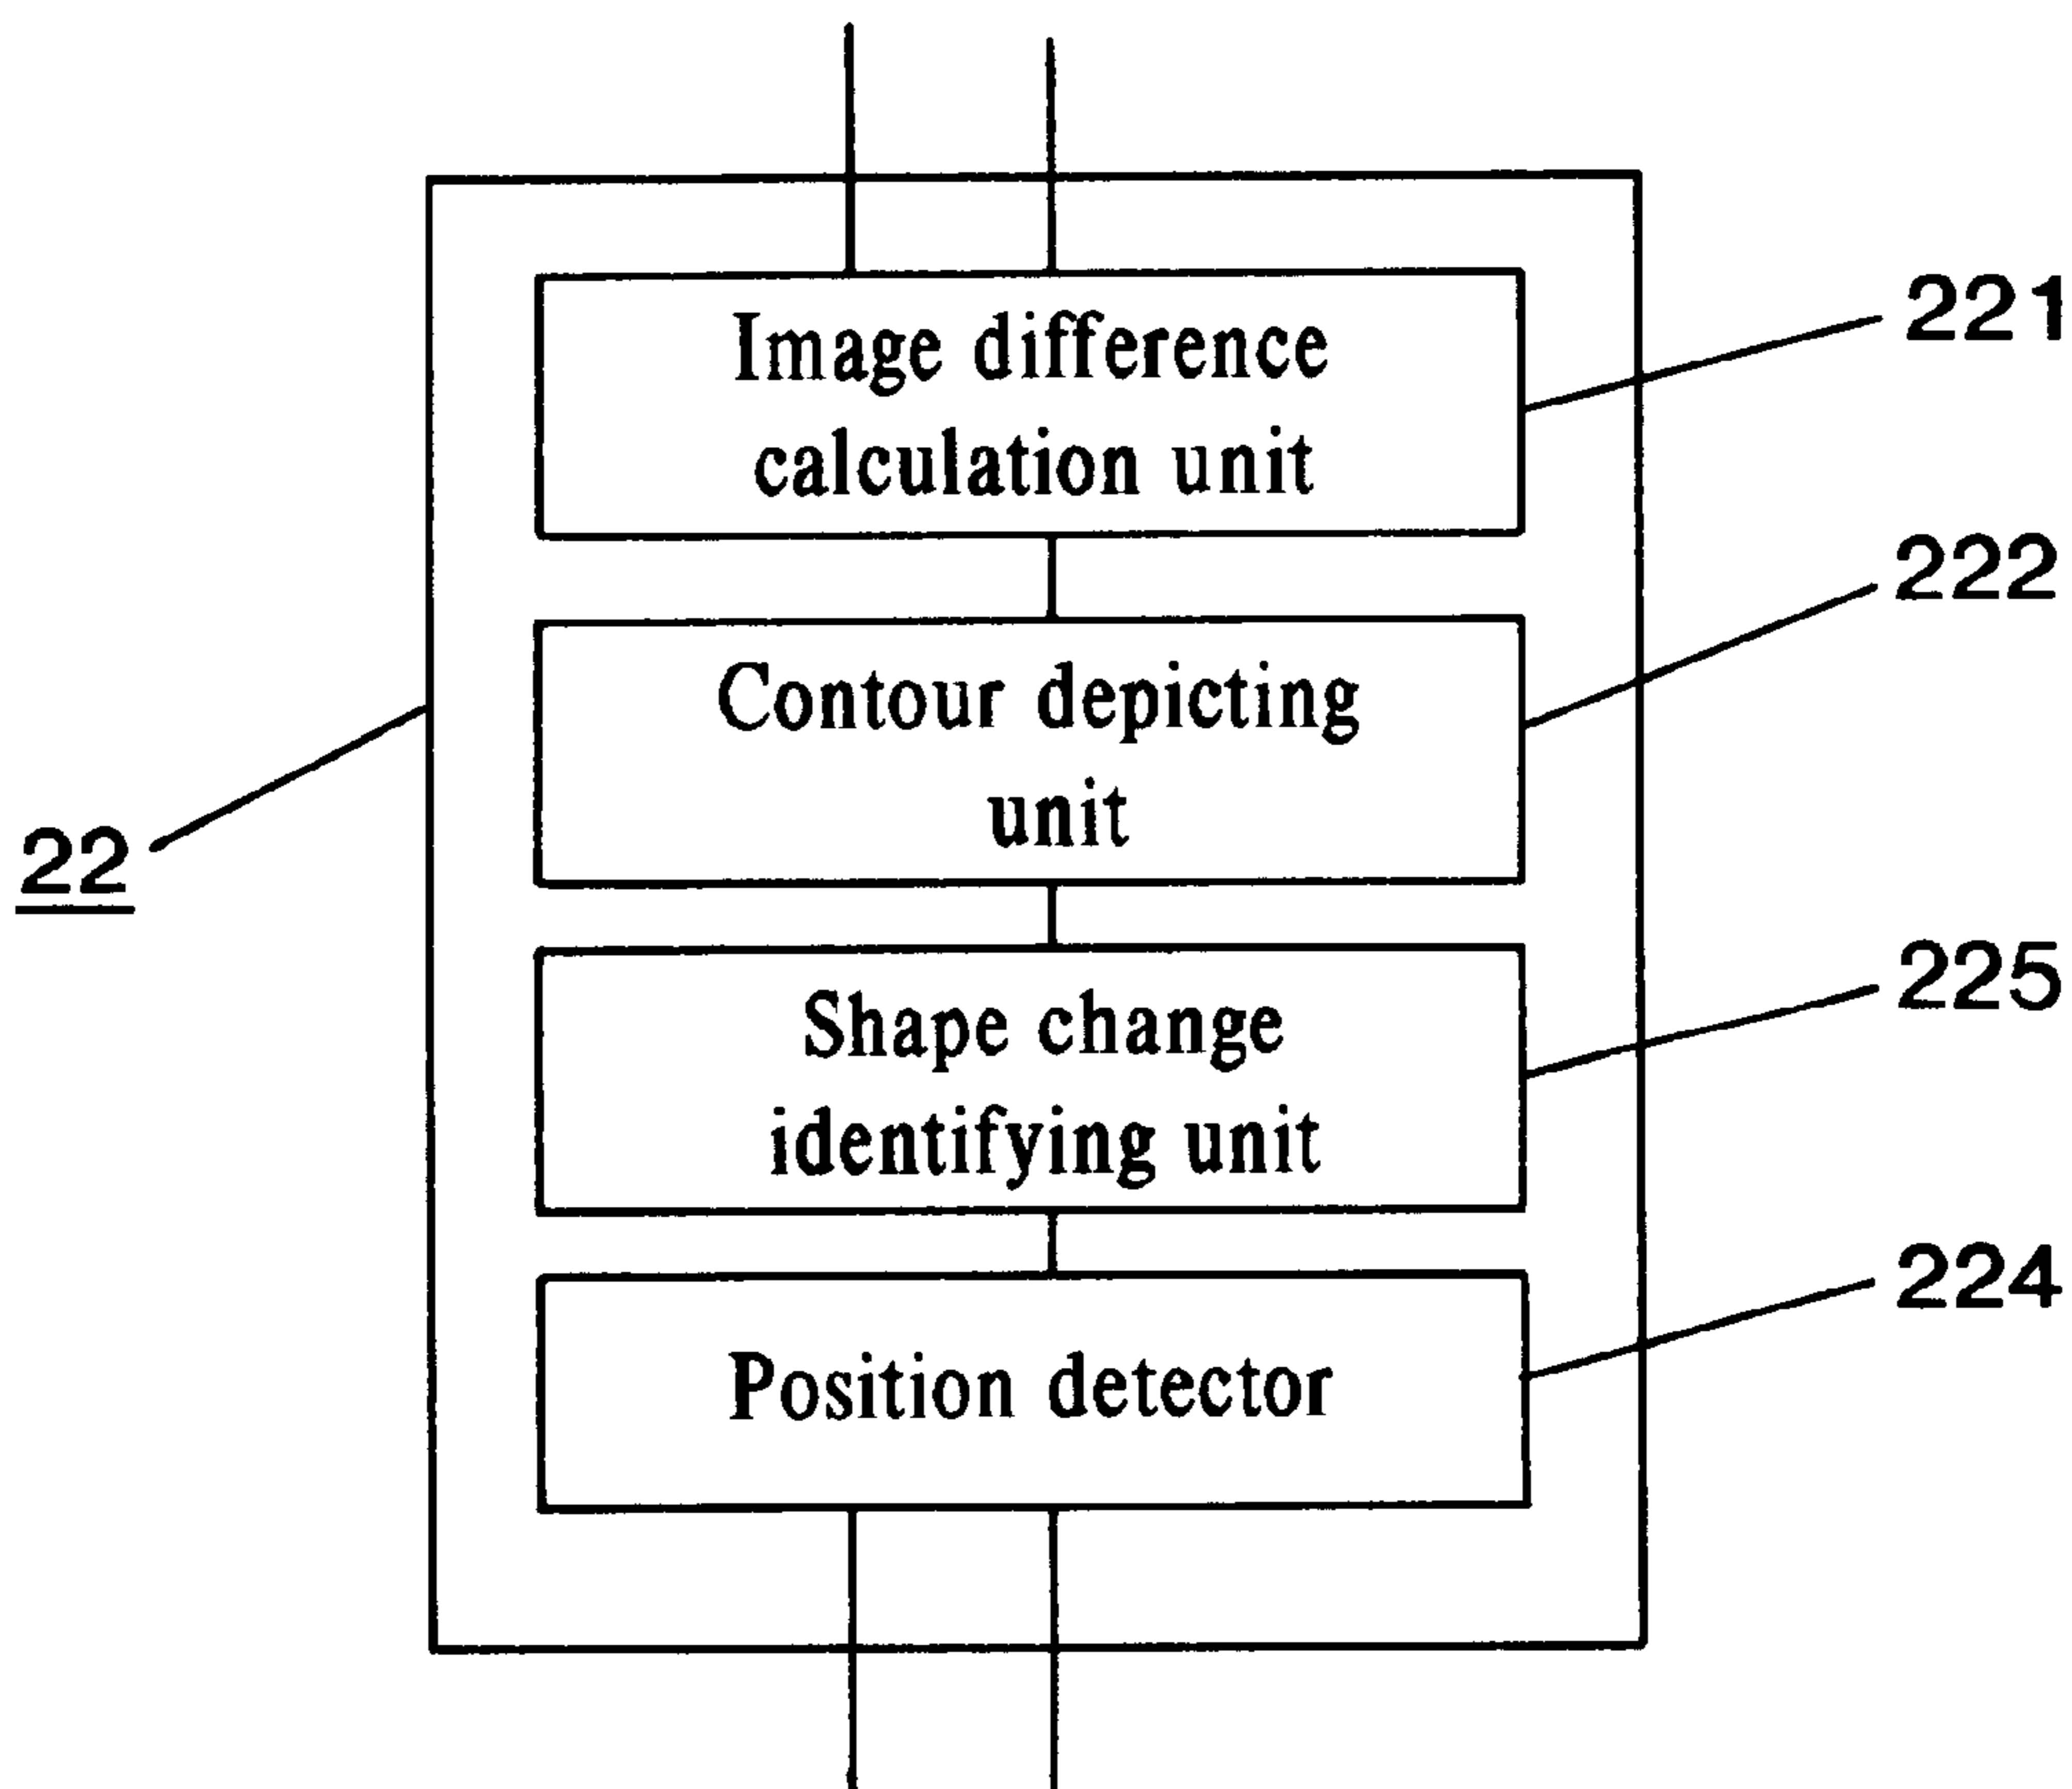 Image difference
calculation unit
221
Contour depicting
unit
222
22
Shape change
identifying unit
225
Position detector
224